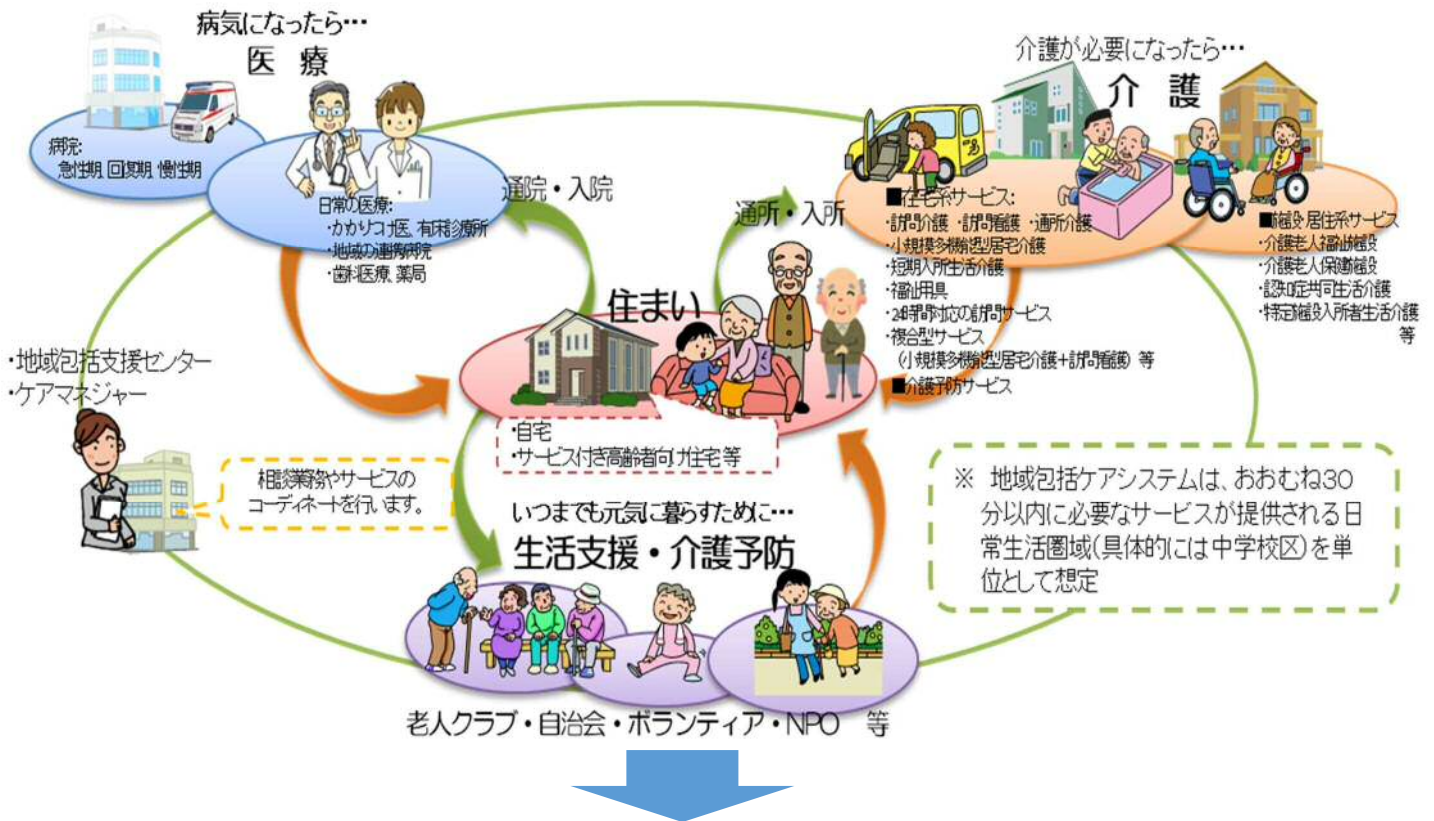 病気になったら…
医 療
病院:
急性期、回復期、慢性期
日常の医療:
・かかりつけ医、有床診療所
・地域の連携病院
・歯科医療、薬局
通院・入院
介護が必要になったら…
介 護
通所・入所
■在宅系サービス:
・訪問介護 ・訪問看護 ・通所介護
・小規模多機能型居宅介護
・短期入所生活介護
・福祉用具
・24時間対応の訪問サービス
・複合型サービス
(小規模多機能型居宅介護+訪問看護) 等
■介護予防サービス
■施設・居住系サービス
・介護老人福祉施設
・介護老人保健施設
・認知症共同生活介護
・特定施設入所者生活介護
等
住まい
・自宅
・サービス付き高齢者向け住宅 等
・地域包括支援センター
・ケアマネジャー
相談業務やサービスの
コーディネートを行います。
いつまでも元気に暮らすために…
生活支援・介護予防
老人クラブ・自治会・ボランティア・NPO 等
※ 地域包括ケアシステムは、おおむね30
分以内に必要なサービスが提供される日
常生活圏域(具体的には中学校区)を単
位として想定